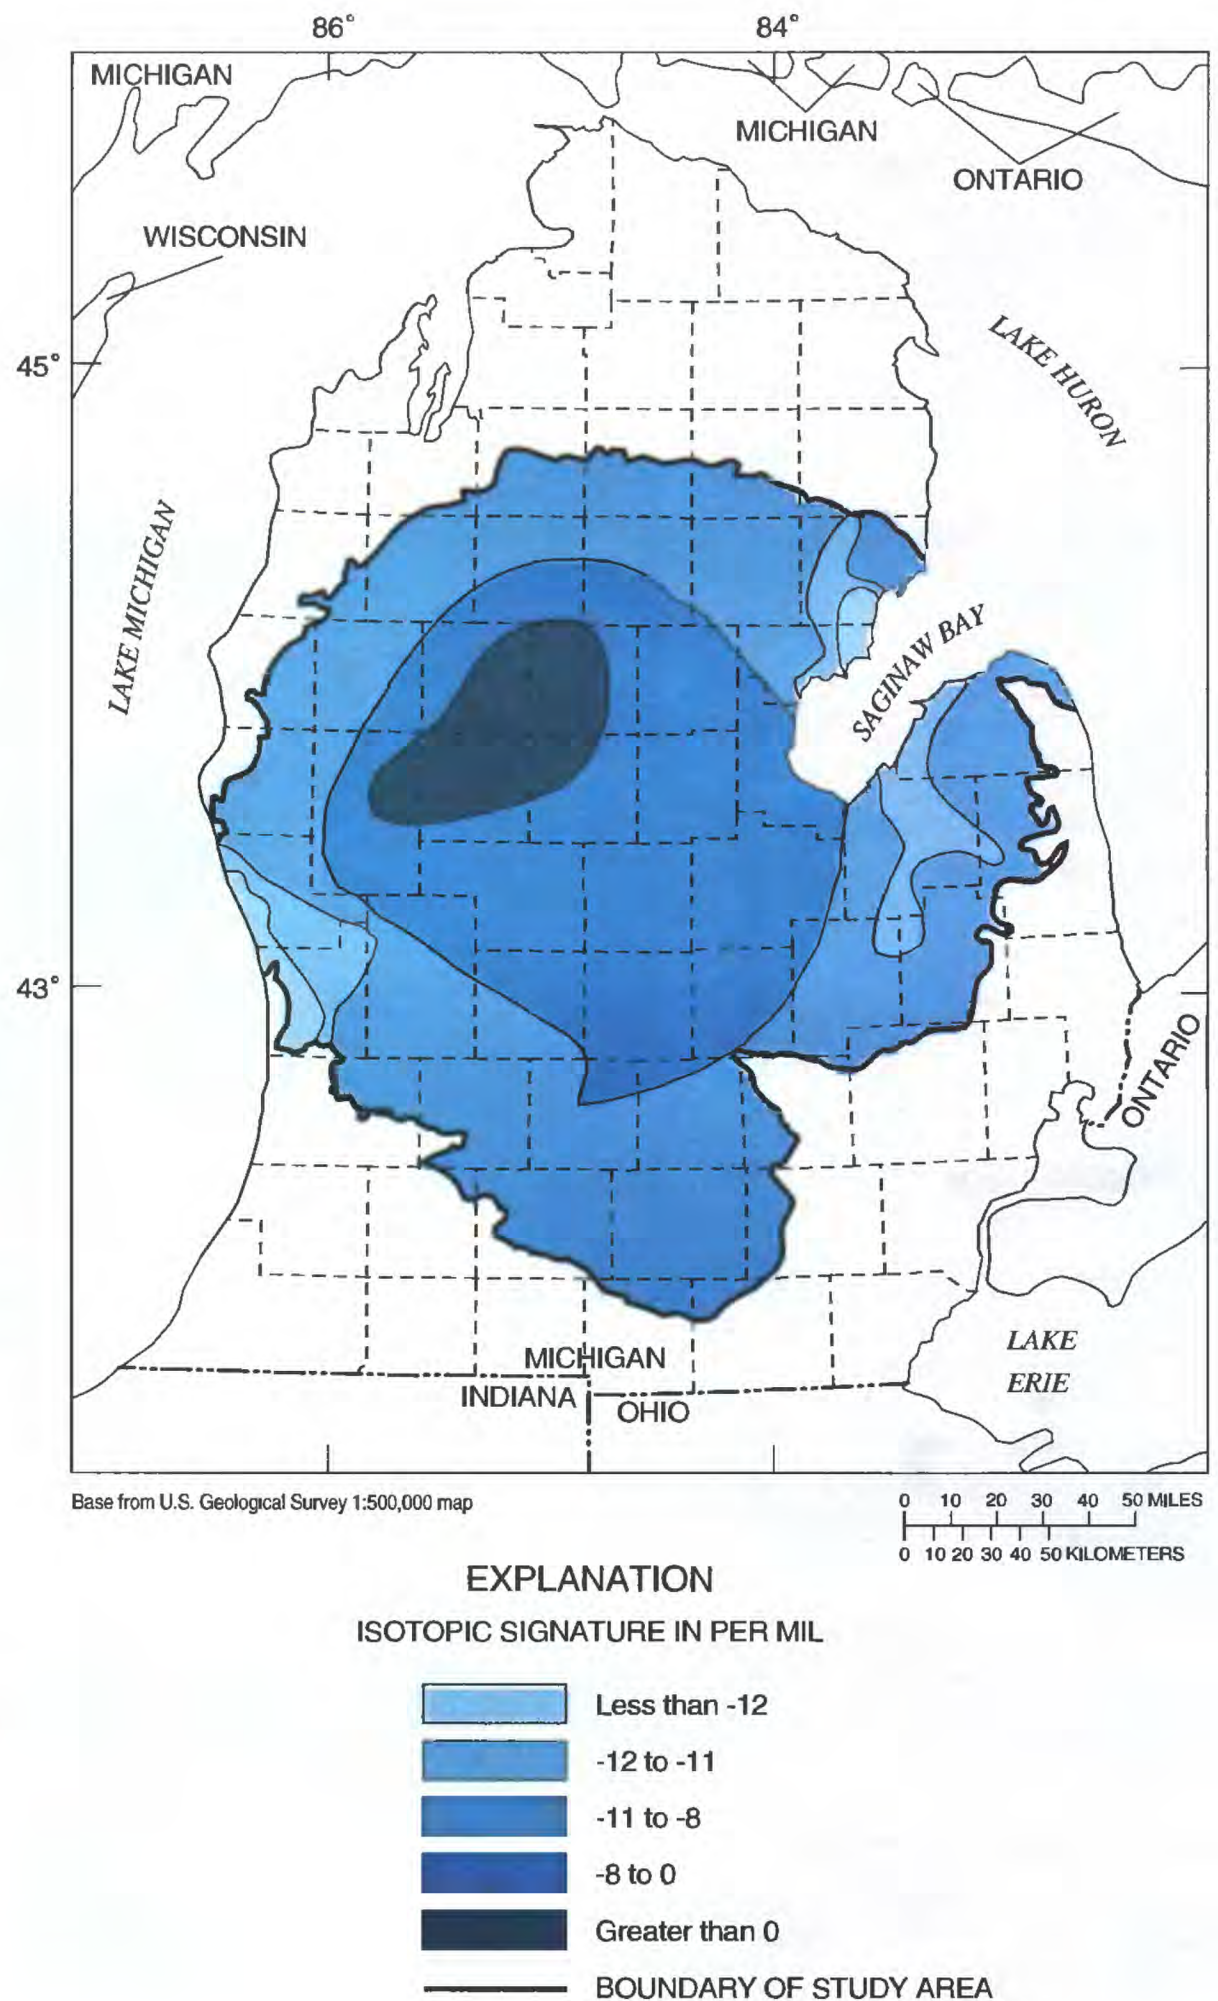 86° 84°
MICHIGAN
MICHIGAN
ONTARIO
WISCONSIN
45°
LAKE HURON
LAKE MICHIGAN
SAGINAW BAY
43°
ONTARIO
LAKE
ERIE
MICHIGAN
INDIANA
OHIO
Base from U.S. Geological Survey 1:500,000 map
0 10 20 30 40 50 MILES
0 10 20 30 40 50 KILOMETERS
EXPLANATION
ISOTOPIC SIGNATURE IN PER MIL
Less than -12
-12 to -11
-11 to -8
-8 to 0
Greater than 0
BOUNDARY OF STUDY AREA